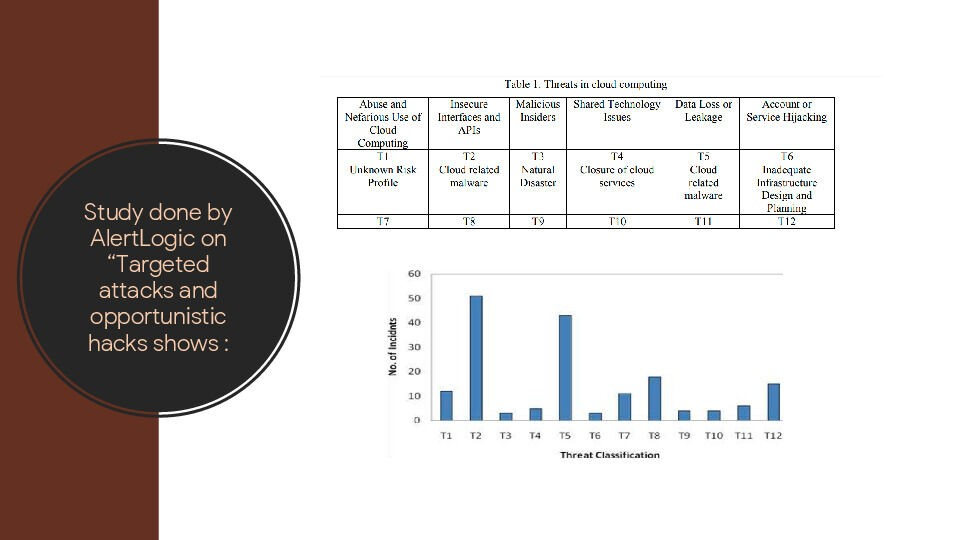 Study done by
AlertLogic on
“Targeted
attacks and
opportunistic
hacks shows :
Table 1. Threats in cloud computing
Abuse and Nefarious Use of Cloud Computing
Insecure Interfaces and APIs
Malicious Insiders
Shared Technology Issues
Data Loss or Leakage
Account or Service Hijacking
T1 T2 T3 T4 T5 T6
Unknown Risk Profile
Cloud related malware
Natural Disaster
Closure of cloud services
Cloud related malware
Inadequate Infrastructure Design and Planning
T7 T8 T9 T10 T11 T12
No. of Incidnts
60
50
40
30
20
10
0
T1 T2 T3 T4 T5 T6 T7 T8 T9 T10 T11 T12
Threat Classification